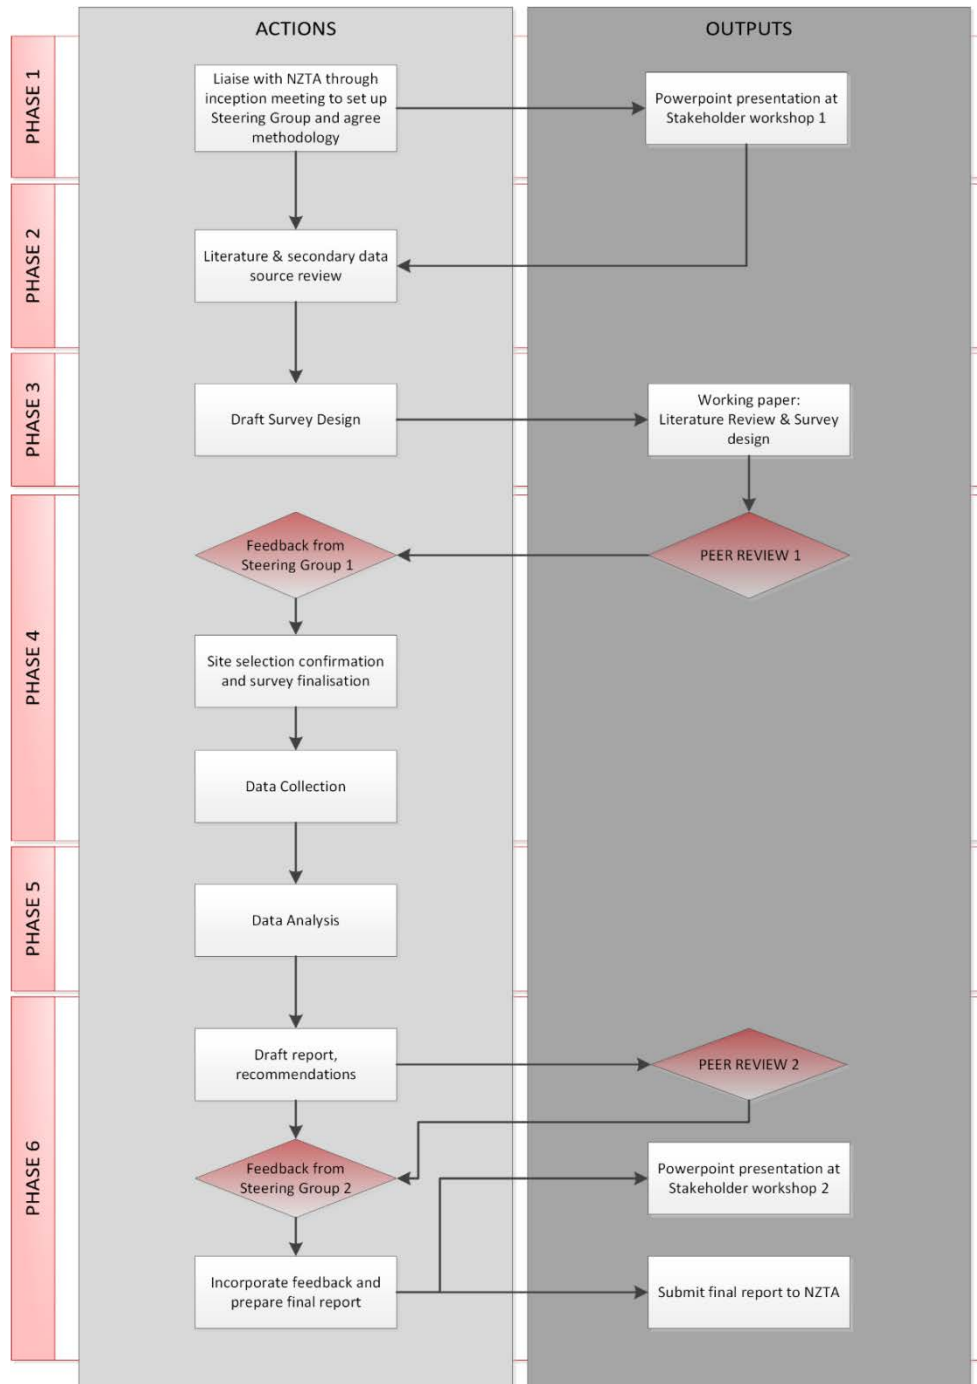 ACTIONS
OUTPUTS
PHASE 1
Liaise with NZTA through
inception meeting to set up
Steering Group and agree
methodology
Powerpoint presentation at
Stakeholder workshop 1
PHASE 2
Literature & secondary data
source review
PHASE 3
Draft Survey Design
Working paper:
Literature Review & Survey
design
PHASE 4
Feedback from
Steering Group 1
PEER REVIEW 1
Site selection confirmation
and survey finalisation
Data Collection
PHASE 5
Data Analysis
PHASE 6
Draft report,
recommendations
PEER REVIEW 2
Feedback from
Steering Group 2
Powerpoint presentation at
Stakeholder workshop 2
Incorporate feedback and
prepare final report
Submit final report to NZTA